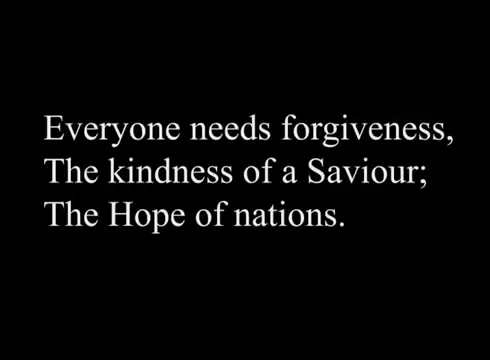 Everyone needs forgiveness,
The kindness of a Saviour;
The Hope of nations.